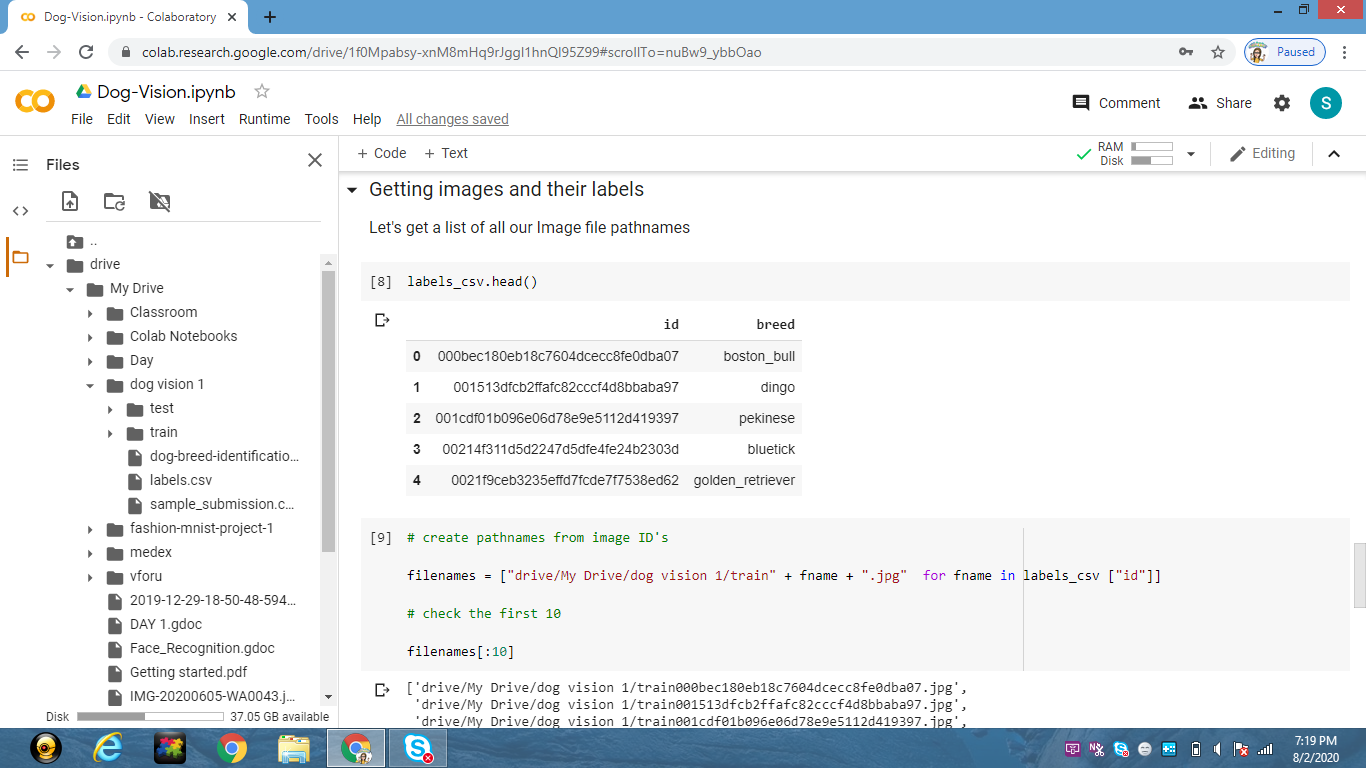 Dog-Vision.ipynb - Colaboratory
colab.research.google.com/drive/1f0Mpabsy-xnM8mHq9rJggl1hnQl95Z99#scrollTo=nuBw9_ybbOao
Paused
Dog-Vision.ipynb
File Edit View Insert Runtime Tools Help All changes saved
Comment Share S
Files
+ Code + Text
RAM
Disk
Editing
..
drive
My Drive
Classroom
Colab Notebooks
Day
dog vision 1
test
train
dog-breed-identificatio...
labels.csv
sample_submission.c...
fashion-mnist-project-1
medex
vforu
2019-12-29-18-50-48-594...
DAY 1.gdoc
Face_Recognition.gdoc
Getting started.pdf
IMG-20200605-WA0043.j...
Disk 37.05 GB available
Getting images and their labels
Let's get a list of all our Image file pathnames
[8] labels_csv.head()
id breed
0 000bec180eb18c7604dcecc8fe0dba07 boston_bull
1 001513dfcb2ffafc82cccf4d8bbaba97 dingo
2 001cdf01b096e06d78e9e5112d419397 pekinese
3 00214f311d5d2247d5dfe4fe24b2303d bluetick
4 0021f9ceb3235effd7fcde7f7538ed62 golden_retriever
[9] # create pathnames from image ID's
filenames = ["drive/My Drive/dog vision 1/train" + fname + ".jpg" for fname in labels_csv ["id"]]
# check the first 10
filenames[:10]
['drive/My Drive/dog vision 1/train000bec180eb18c7604dcecc8fe0dba07.jpg',
'drive/My Drive/dog vision 1/train001513dfcb2ffafc82cccf4d8bbaba97.jpg',
'drive/My Drive/dog vision 1/train001cdf01b096e06d78e9e5112d419397.jpg',
7:19 PM
8/2/2020